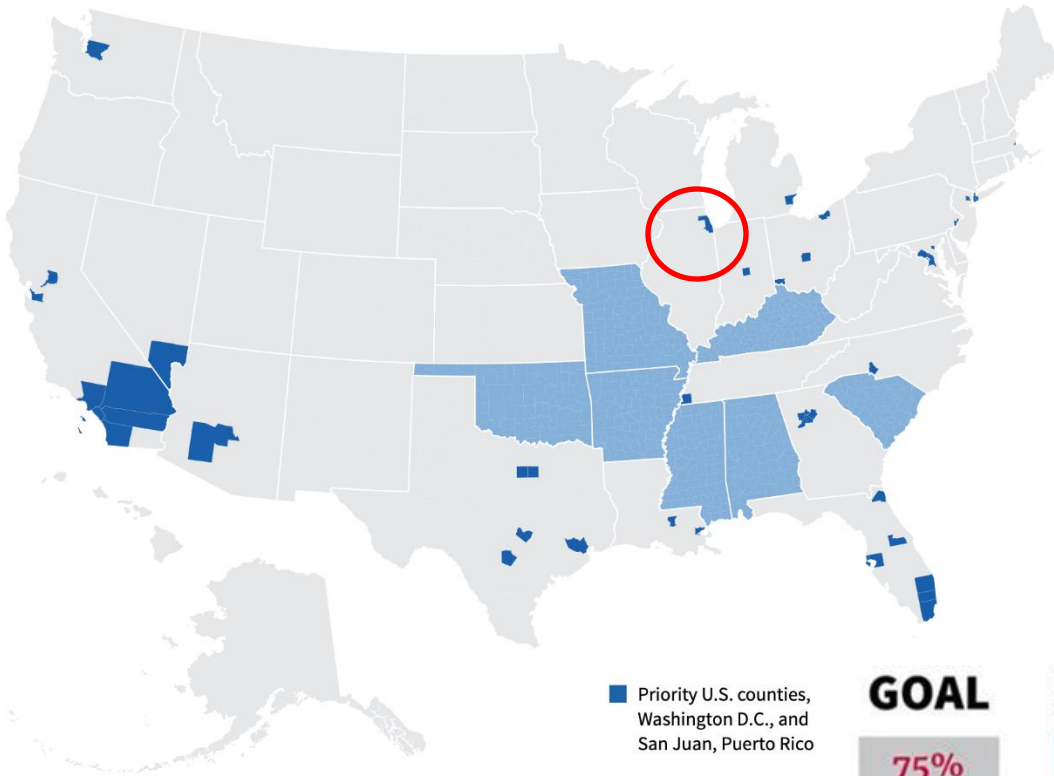 Priority U.S. counties,
Washington D.C., and
San Juan, Puerto Rico
GOAL
75%